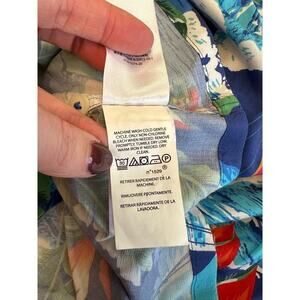 MACHINE WASH COLD GENTLE
CYCLE. ONLY NON-CHLORINE
BLEACH WHEN NEEDED. REMOVE
PROMPTLY. TUMBLE DRY LOW.
WARM IRON IF NEEDED. DRY
CLEAN.
30
P
n°1529
RETIRER RAPIDEMENT DE LA
MACHINE.
RIMUOVERE PRONTAMENTE.
RETIRAR RÁPIDAMENTE DE LA
LAVADORA.